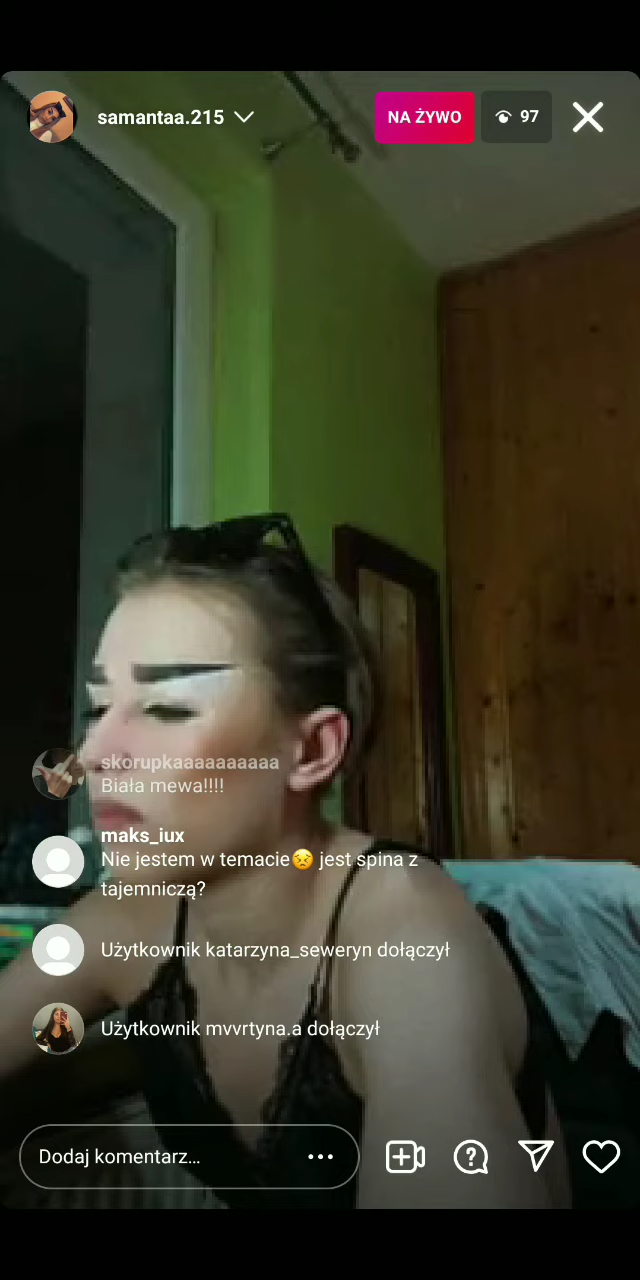 samantaa.215
NA ŻYWO
97
skorupkaaaaaaaaaa
Biała mewa!!!!
maks_iux
Nie jestem w temacie😣 jest spina z
tajemniczą?
Użytkownik katarzyna_seweryn dołączył
Użytkownik mvvrtyna.a dołączył
Dodaj komentarz...